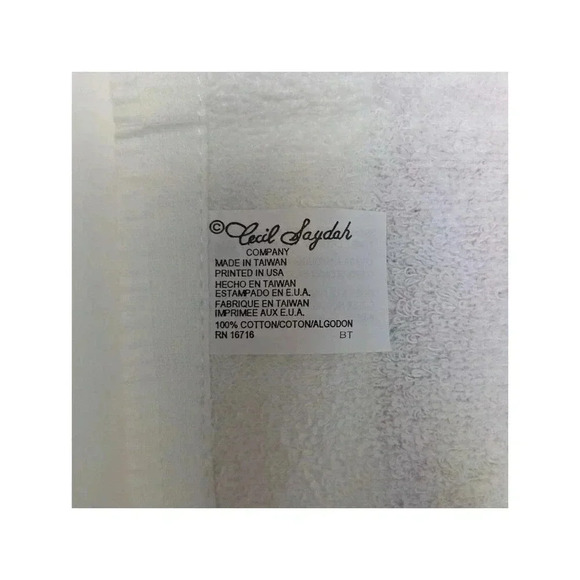 © Cecil Saydah
COMPANY
MADE IN TAIWAN
PRINTED IN USA
HECHO EN TAIWAN
ESTAMPADO EN E.U.A.
FABRIQUE EN TAIWAN
IMPRIMEE AUX E.U.A.
100% COTTON/COTON/ALGODON
RN 16716 BT